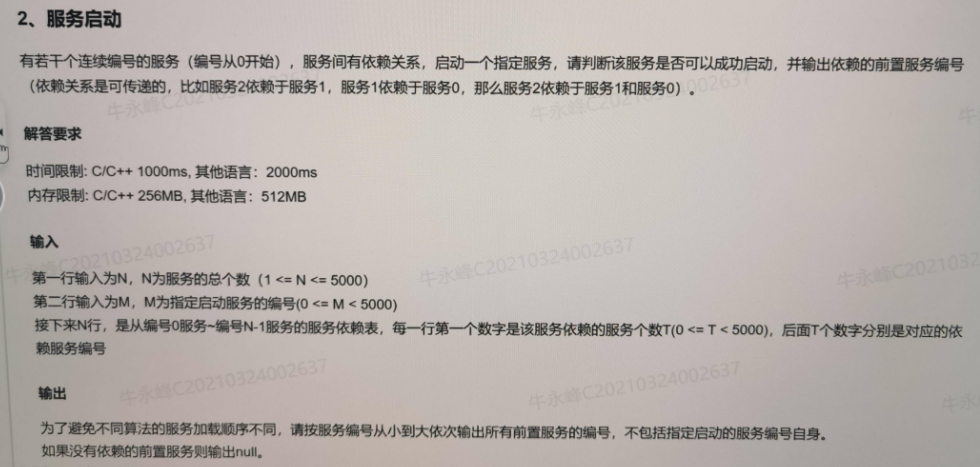 2、服务启动
有若干个连续编号的服务（编号从0开始），服务间有依赖关系，启动一个指定服务，请判断该服务是否可以成功启动，并输出依赖的前置服务编号
（依赖关系是可传递的，比如服务2依赖于服务1，服务1依赖于服务0，那么服务2依赖于服务1和服务0）。
牛永峰C20210324002637
解答要求
时间限制: C/C++ 1000ms, 其他语言：2000ms
内存限制: C/C++ 256MB, 其他语言：512MB
输入
牛永峰C20210324002637
牛永峰C20210324002637
第一行输入为N，N为服务的总个数（1 <= N <= 5000）
第二行输入为M，M为指定启动服务的编号(0 <= M < 5000)
接下来N行，是从编号0服务~编号N-1服务的服务依赖表，每一行第一个数字是该服务依赖的服务个数T(0 <= T < 5000)，后面T个数字分别是对应的依
赖服务编号
牛永峰C20210324002637
牛永峰C20210324002637
输出
为了避免不同算法的服务加载顺序不同，请按服务编号从小到大依次输出所有前置服务的编号，不包括指定启动的服务编号自身。
如果没有依赖的前置服务则输出null。